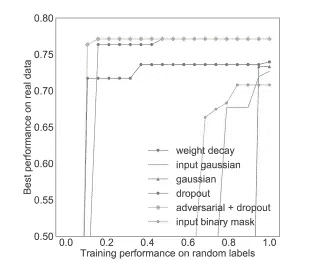 0.80
0.75
0.70
0.65
0.60
0.55
0.50
Best performance on real data
weight decay
input gaussian
gaussian
dropout
adversarial + dropout
input binary mask
0.0 0.2 0.4 0.6 0.8 1.0
Training performance on random labels